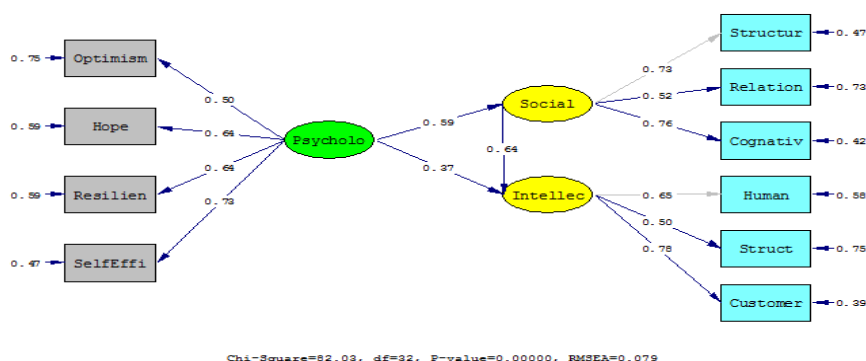 Structur
0.47
0.75
Optimism
0.73
Relation
0.73
0.50
Social
0.52
0.59
Hope
0.64
Psycholo
0.59
0.76
Cognativ
0.42
0.64
0.64
0.37
0.59
Resilien
0.73
Intellec
0.65
Human
0.58
0.50
Struct
0.75
0.47
SelfEffi
0.78
Customer
0.39
Chi-Square=82.03, df=32, P-value=0.00000, RMSEA=0.079